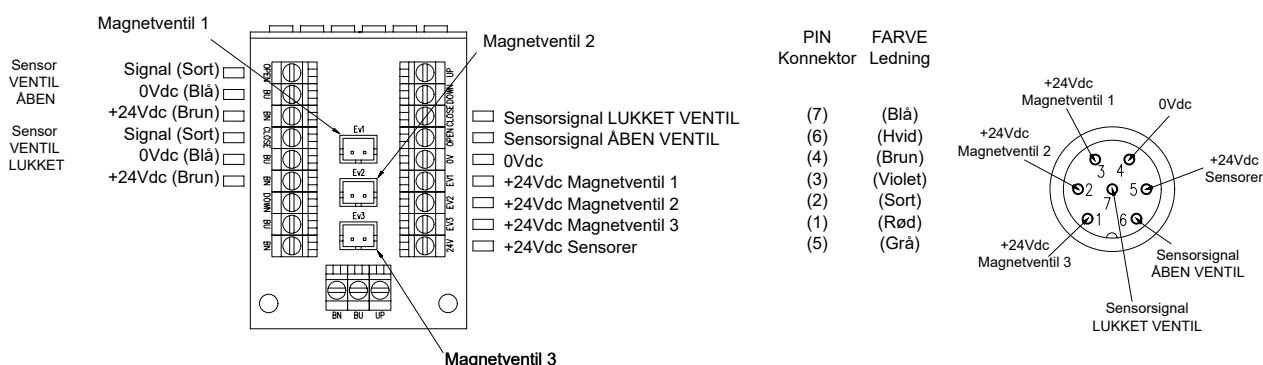 Magnetventil 1
Magnetventil 2
Sensor
VENTIL
ÅBEN
Signal (Sort)
0Vdc (Blå)
+24Vdc (Brun)
Sensor
VENTIL
LUKKET
Signal (Sort)
0Vdc (Blå)
+24Vdc (Brun)
OPEN
BU
BN
CLOSE
BU
BN
DOWN
BU
BN
Ev1
Ev2
Ev3
UP
DOWN
CLOSE
OPEN
0V
EV1
EV2
EV3
24V
BN BU UP
Magnetventil 3
Sensorsignal LUKKET VENTIL
Sensorsignal ÅBEN VENTIL
0Vdc
+24Vdc Magnetventil 1
+24Vdc Magnetventil 2
+24Vdc Magnetventil 3
+24Vdc Sensorer
PIN FARVE
Konnektor Ledning
(7) (Blå)
(6) (Hvid)
(4) (Brun)
(3) (Violet)
(2) (Sort)
(1) (Rød)
(5) (Grå)
+24Vdc
Magnetventil 1
0Vdc
+24Vdc
Magnetventil 2
+24Vdc
Sensorer
3 4
2 5
7
1 6
+24Vdc
Magnetventil 3
Sensorsignal
ÅBEN VENTIL
Sensorsignal
LUKKET VENTIL